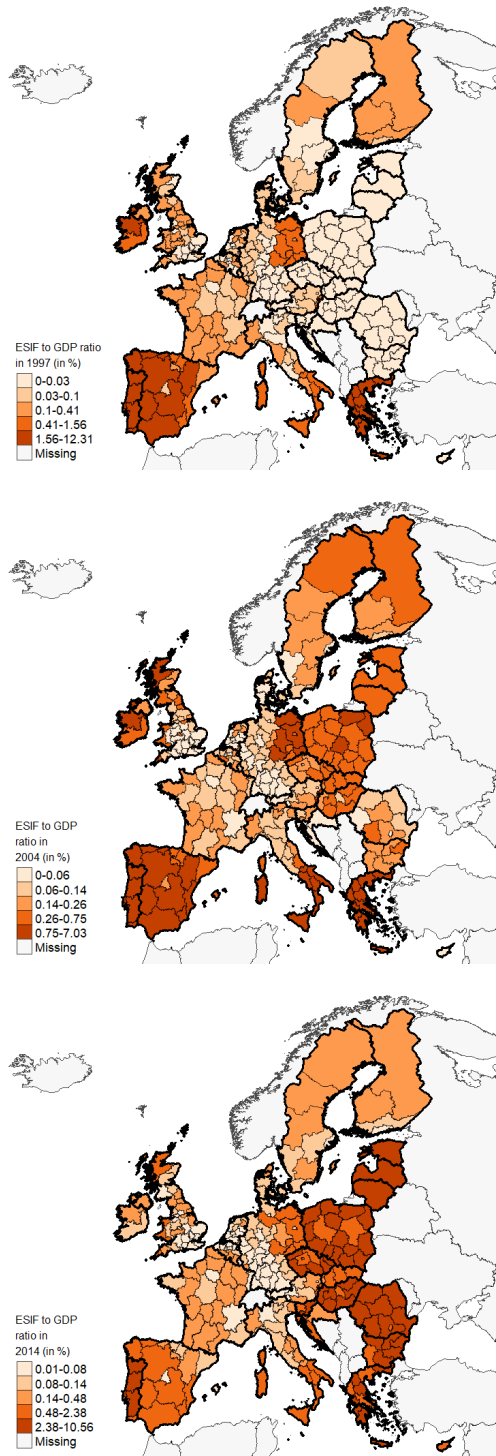 ESIF to GDP ratio
in 1997 (in %)
0-0.03
0.03-0.1
0.1-0.41
0.41-1.56
1.56-12.31
Missing
ESIF to GDP
ratio in
2004 (in %)
0-0.06
0.06-0.14
0.14-0.26
0.26-0.75
0.75-7.03
Missing
ESIF to GDP
ratio in
2014 (in %)
0.01-0.08
0.08-0.14
0.14-0.48
0.48-2.38
2.38-10.56
Missing